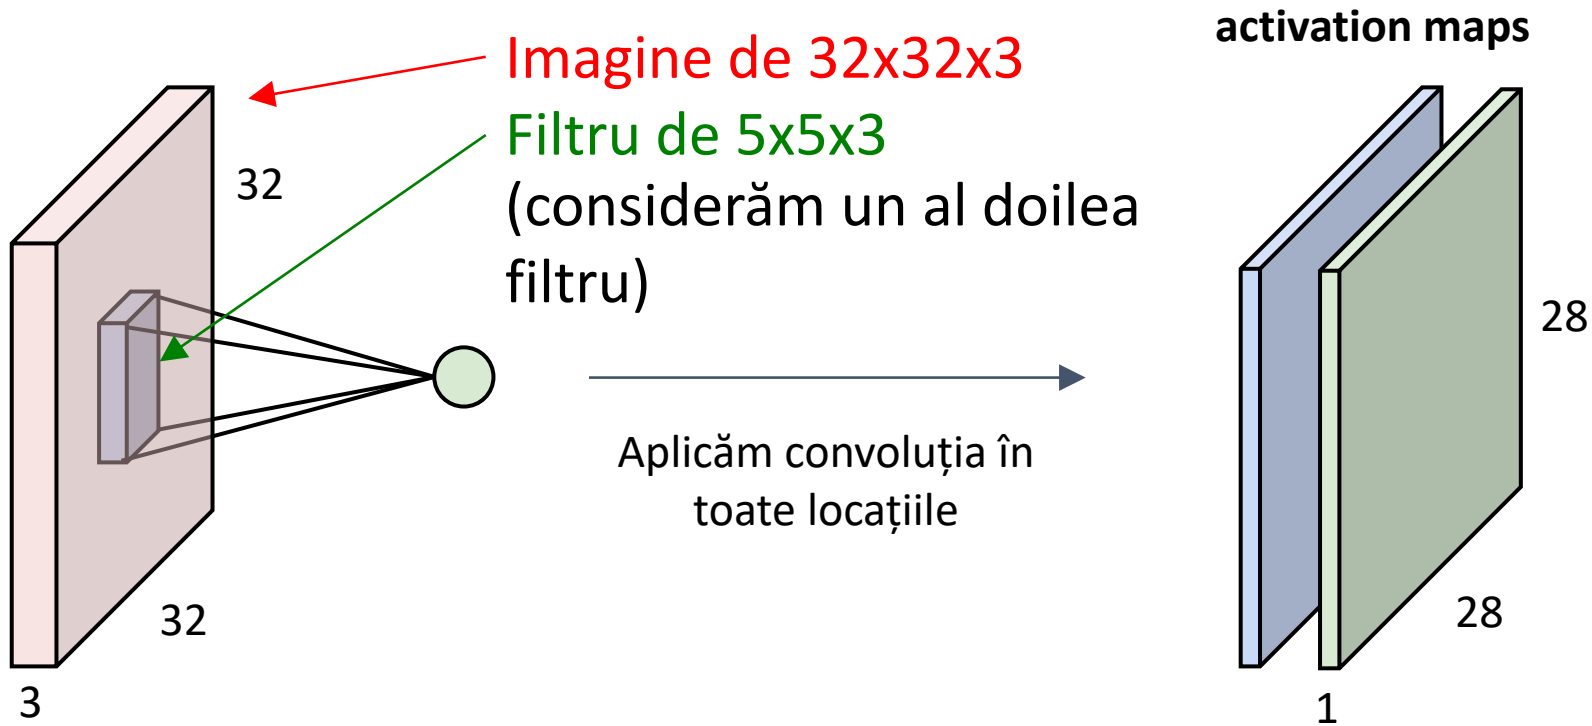 activation maps
Imagine de 32x32x3
Filtru de 5x5x3
(considerăm un al doilea
filtru)
32
32
3
Aplicăm convoluția în
toate locațiile
28
28
1